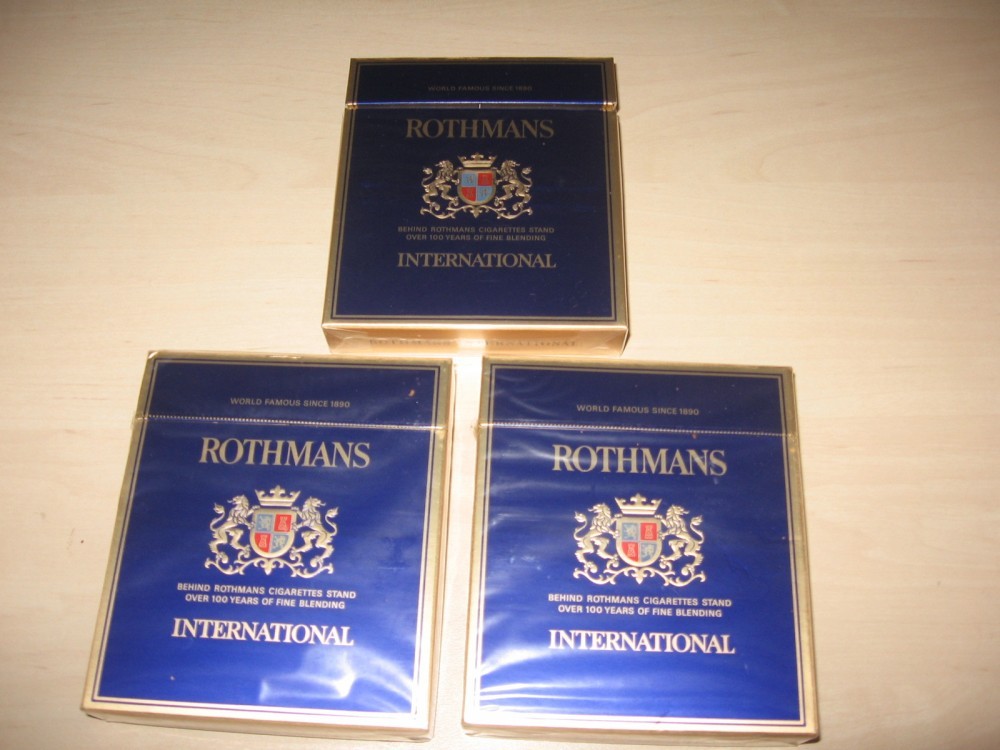 WORLD FAMOUS SINCE 1890
ROTHMANS
BEHIND ROTHMANS CIGARETTES STAND
OVER 100 YEARS OF FINE BLENDING
INTERNATIONAL
ROTHMANS INTERNATIONAL
WORLD FAMOUS SINCE 1890
ROTHMANS
BEHIND ROTHMANS CIGARETTES STAND
OVER 100 YEARS OF FINE BLENDING
INTERNATIONAL
WORLD FAMOUS SINCE 1890
ROTHMANS
BEHIND ROTHMANS CIGARETTES STAND
OVER 100 YEARS OF FINE BLENDING
INTERNATIONAL